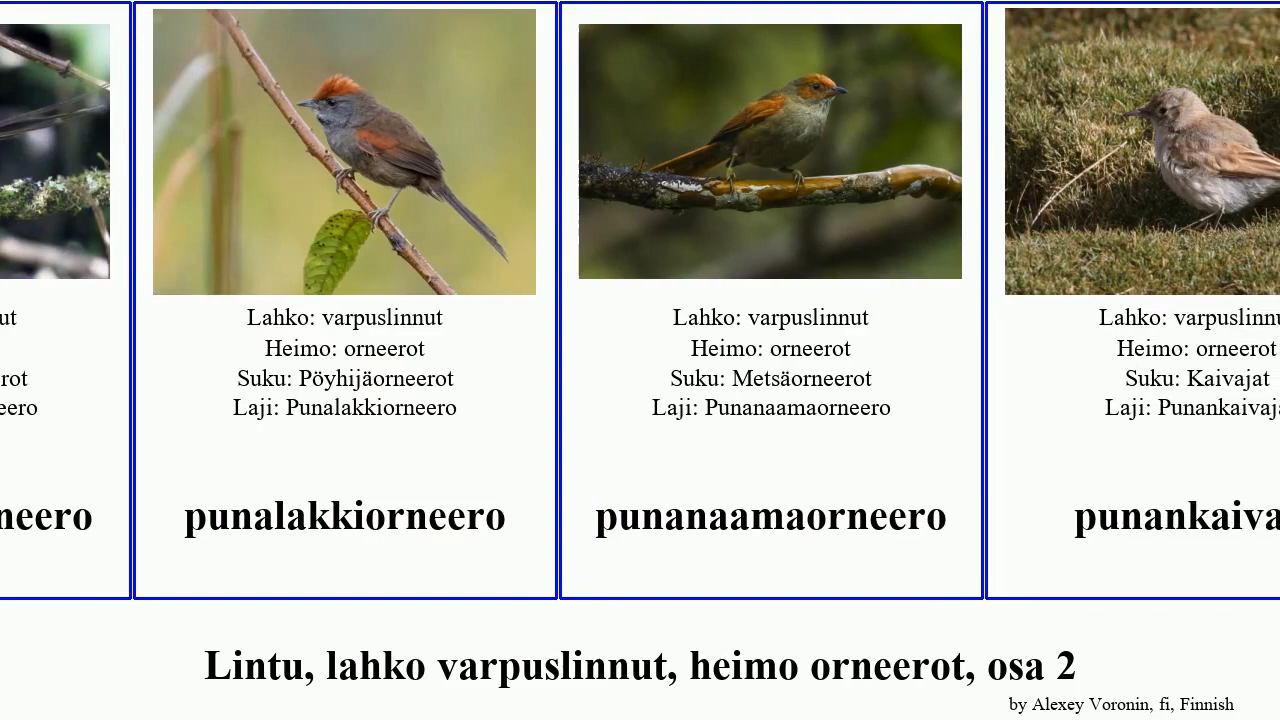 ut
rot
eero
neero
Lahko: varpuslinnut
Heimo: orneerot
Suku: Pöyhijäorneerot
Laji: Punalakkiorneero
punalakkiorneero
Lahko: varpuslinnut
Heimo: orneerot
Suku: Metsäorneerot
Laji: Punanaamaorneero
punanaamaorneero
Lahko: varpuslinnu
Heimo: orneerot
Suku: Kaivajat
Laji: Punankaivaja
punankaiva
Lintu, lahko varpuslinnut, heimo orneerot, osa 2
by Alexey Voronin, fi, Finnish